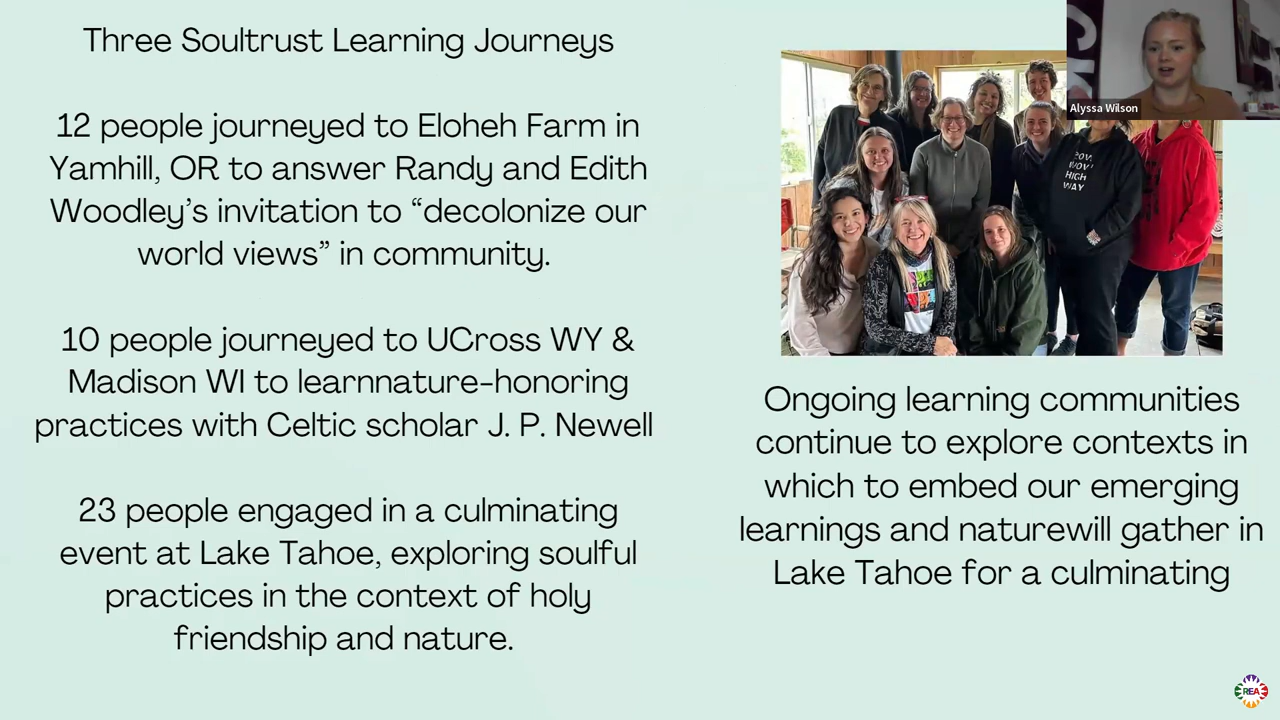 Three Soultrust Learning Journeys
12 people journeyed to Eloheh Farm in
Yamhill, OR to answer Randy and Edith
Woodley’s invitation to “decolonize our
world views” in community.
10 people journeyed to UCross WY &
Madison WI to learnnature-honoring
practices with Celtic scholar J. P. Newell
23 people engaged in a culminating
event at Lake Tahoe, exploring soulful
practices in the context of holy
friendship and nature.
Alyssa Wilson
POW
WOW
HIGH
WAY
Ongoing learning communities
continue to explore contexts in
which to embed our emerging
learnings and naturewill gather in
Lake Tahoe for a culminating
REA